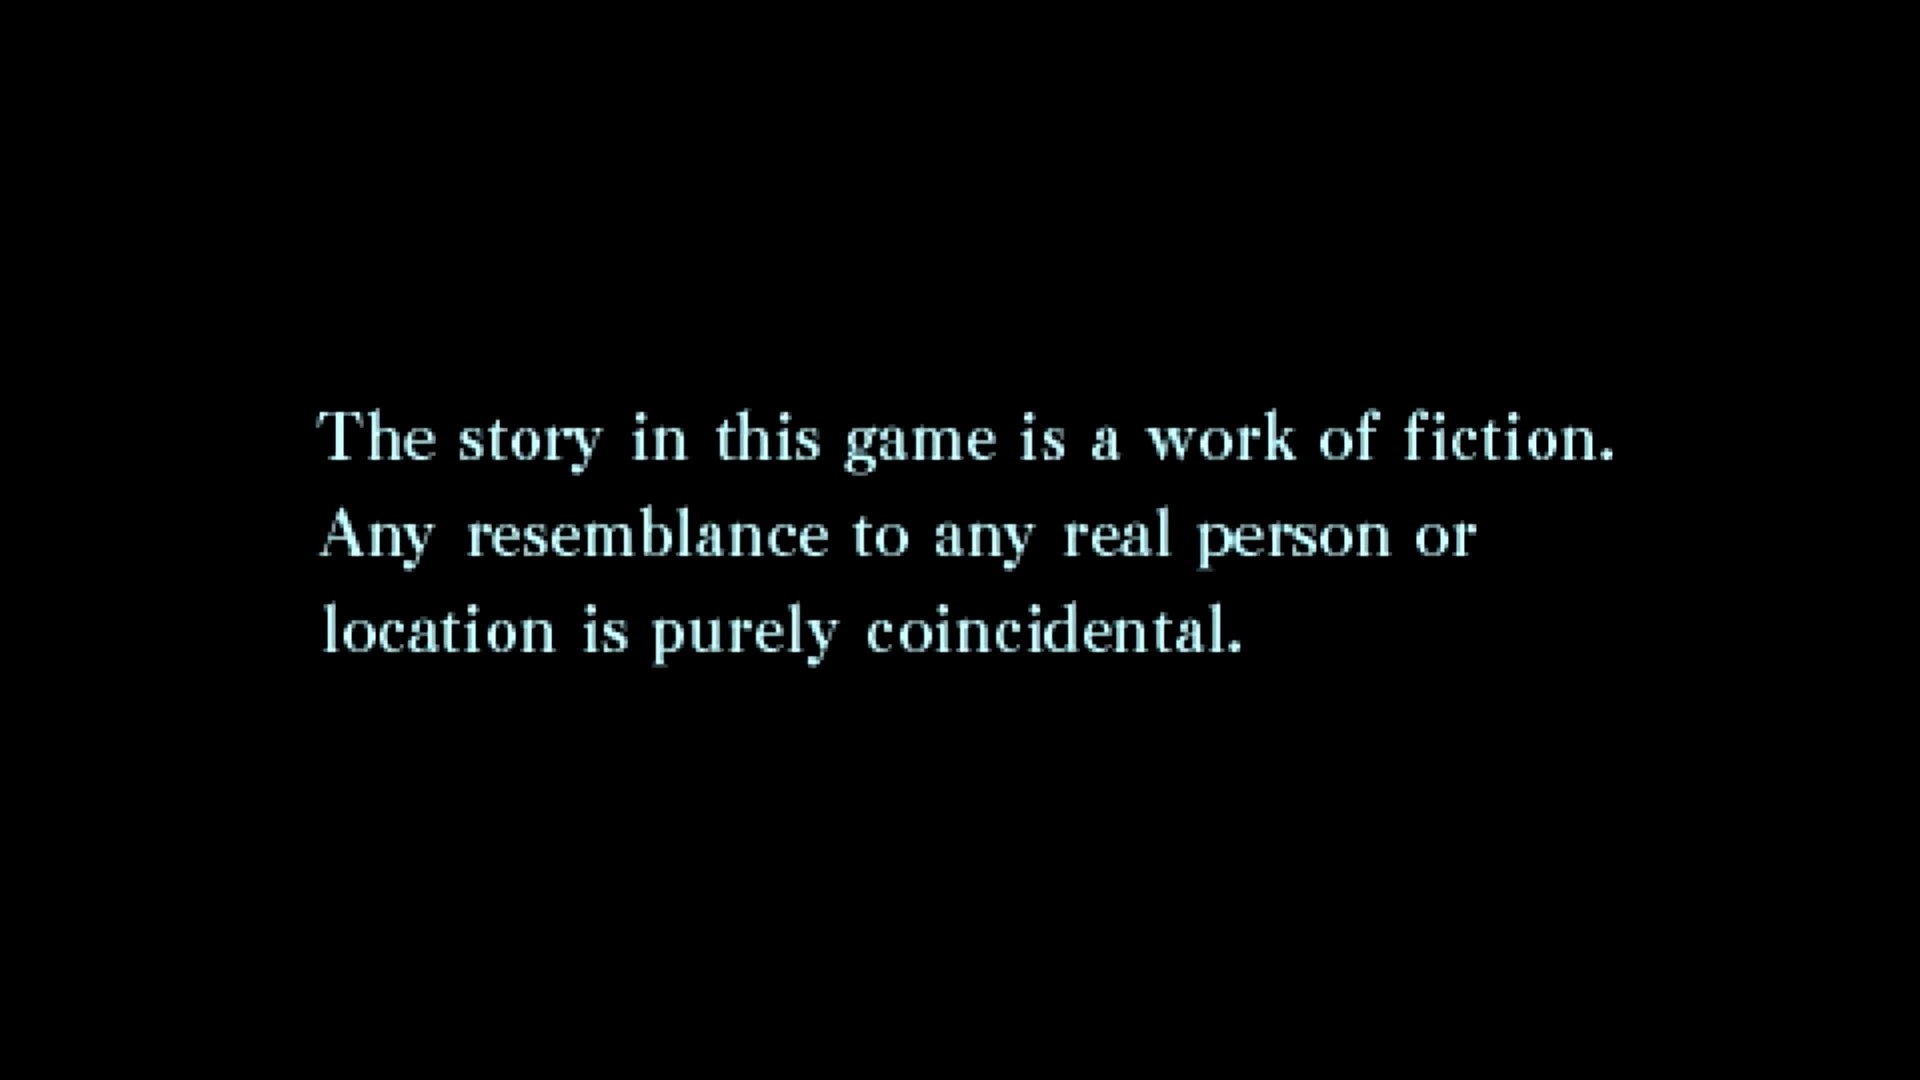 The story in this game is a work of fiction.
Any resemblance to any real person or
location is purely coincidental.